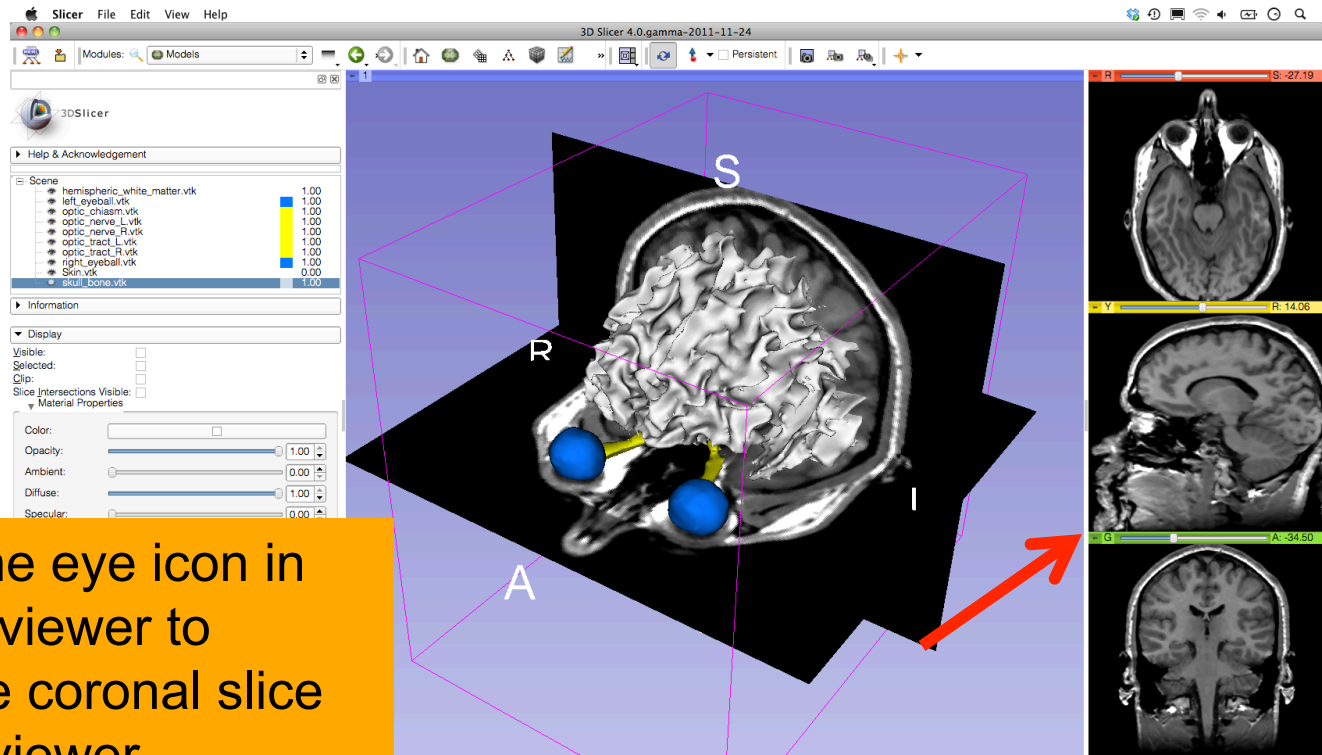 Slicer File Edit View Help
3D Slicer 4.0.gamma-2011-11-24
Modules: Models Persistent
1
R S: -27.19
3DSlicer
Help & Acknowledgement
Scene
hemispheric_white_matter.vtk 1.00
left_eyeball.vtk 1.00
optic_chiasm.vtk 1.00
optic_nerve_L.vtk 1.00
optic_nerve_R.vtk 1.00
optic_tract_L.vtk 1.00
optic_tract_R.vtk 1.00
right_eyeball.vtk 1.00
Skin.vtk 0.00
skull_bone.vtk 1.00
Information
Display
Visible:
Selected:
Clip:
Slice Intersections Visible:
Material Properties
Color:
Opacity: 1.00
Ambient: 0.00
Diffuse: 1.00
Specular: 0.00
S
R
A
I
Y R: 14.06
G A: -34.50
he eye icon in
viewer to
e coronal slice
viewer